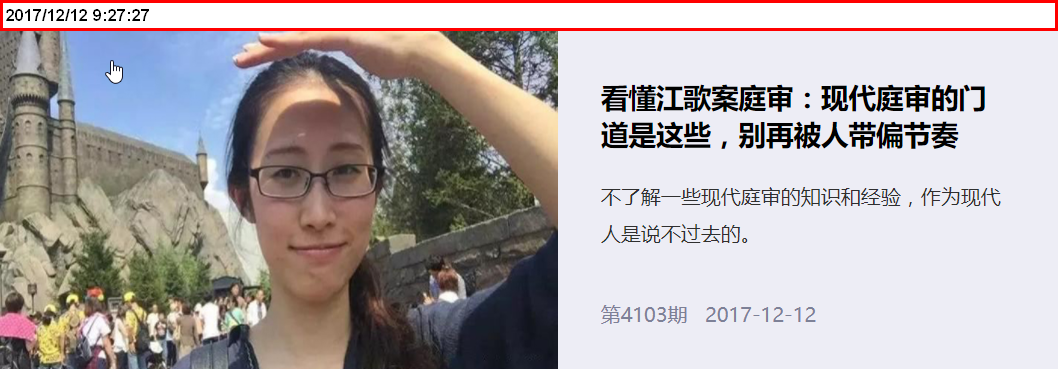 2017/12/12 9:27:27
看懂江歌案庭审：现代庭审的门
道是这些，别再被人带偏节奏
不了解一些现代庭审的知识和经验，作为现代
人是说不过去的。
第4103期 2017-12-12